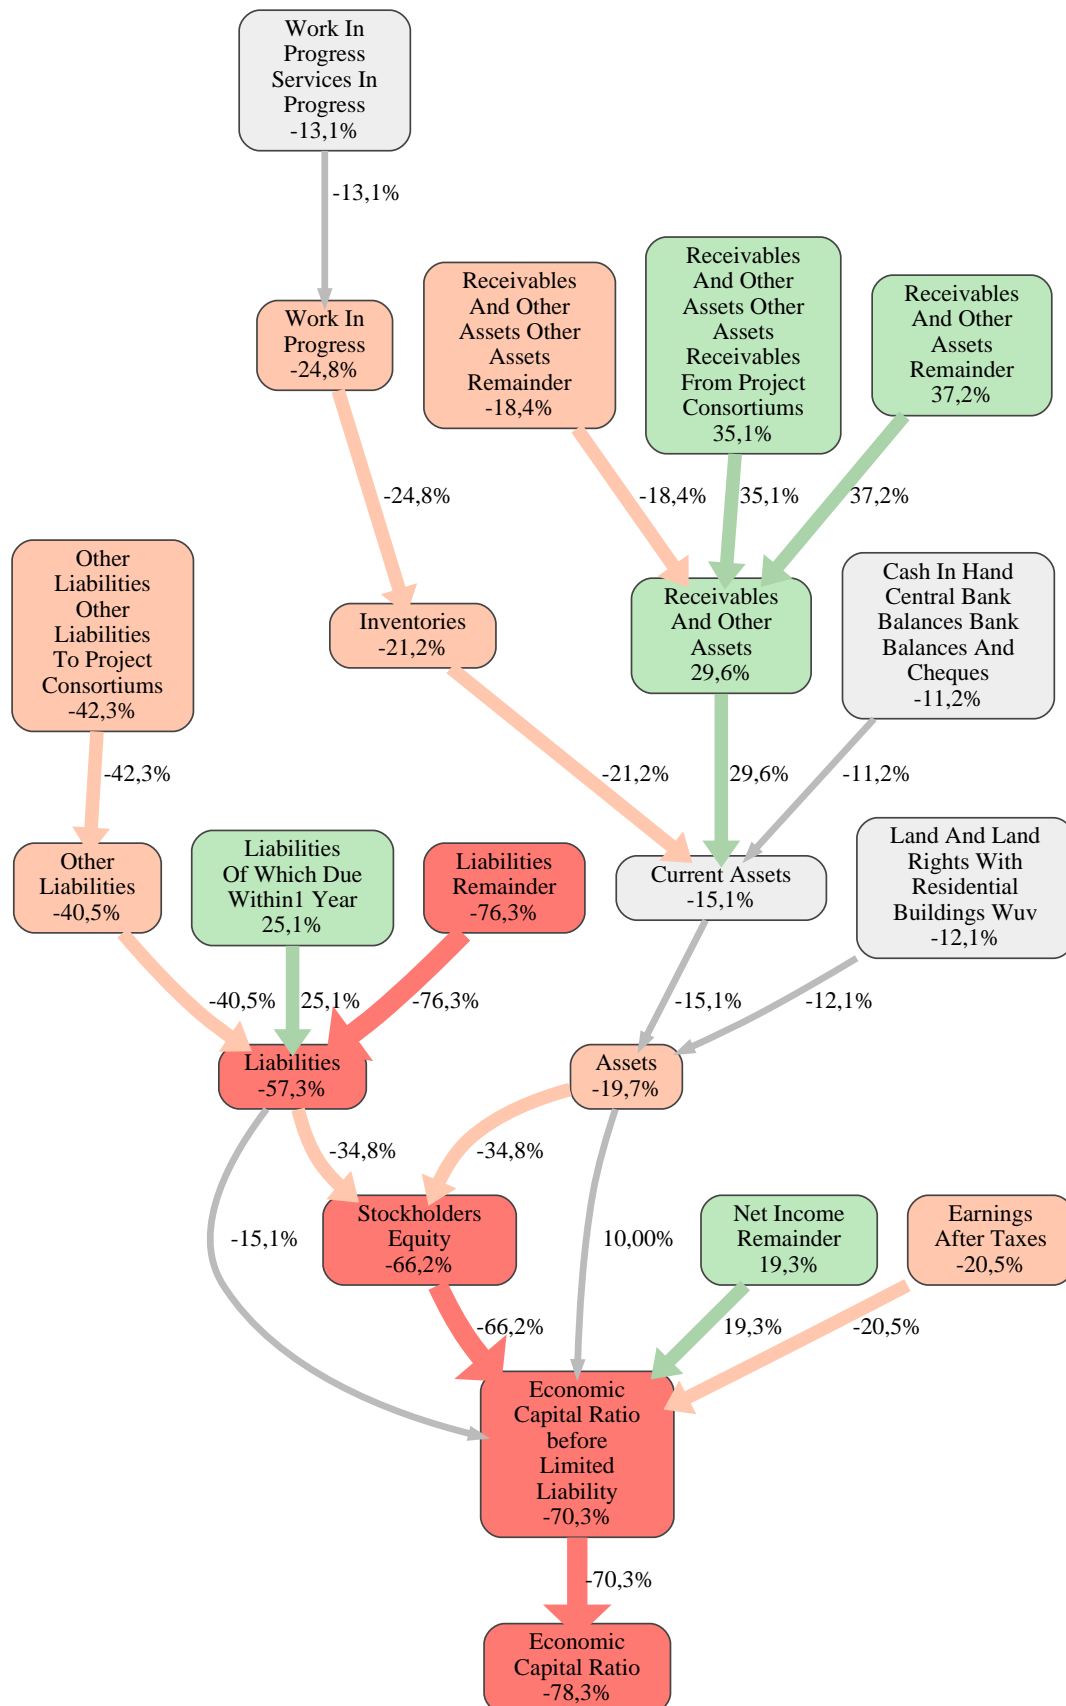 Work In
Progress
Services In
Progress
-13,1%
-13,1%
Work In
Progress
-24,8%
Receivables
And Other
Assets Other
Assets
Remainder
-18,4%
Receivables
And Other
Assets Other
Assets
Receivables
From Project
Consortiums
35,1%
Receivables
And Other
Assets
Remainder
37,2%
-24,8%
-18,4%
35,1%
37,2%
Other
Liabilities
Other
Liabilities
To Project
Consortiums
-42,3%
Inventories
-21,2%
Receivables
And Other
Assets
29,6%
Cash In Hand
Central Bank
Balances Bank
Balances And
Cheques
-11,2%
-42,3%
-21,2%
29,6%
-11,2%
Other
Liabilities
-40,5%
Liabilities
Of Which Due
Within1 Year
25,1%
Liabilities
Remainder
-76,3%
Current Assets
-15,1%
Land And Land
Rights With
Residential
Buildings Wuv
-12,1%
-40,5%
25,1%
-76,3%
-15,1%
-12,1%
Liabilities
-57,3%
Assets
-19,7%
-34,8%
-34,8%
-15,1%
Stockholders
Equity
-66,2%
10,00%
Net Income
Remainder
19,3%
Earnings
After Taxes
-20,5%
-66,2%
19,3%
-20,5%
Economic
Capital Ratio
before
Limited
Liability
-70,3%
-70,3%
Economic
Capital Ratio
-78,3%